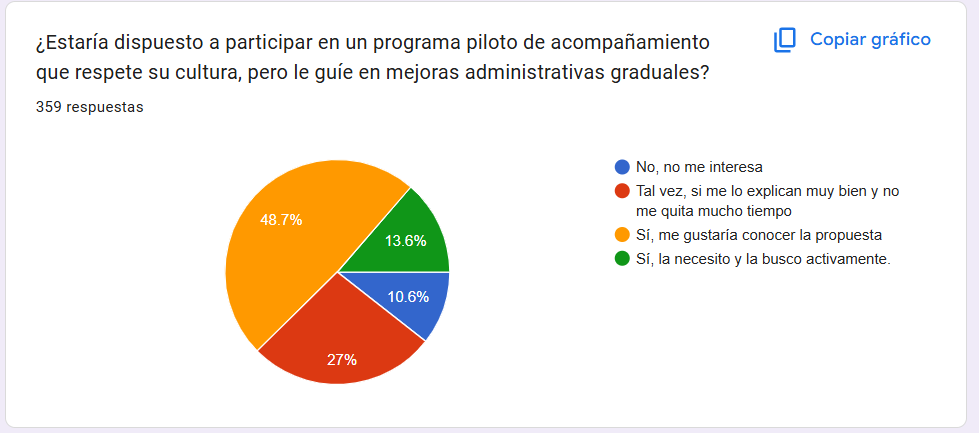 ¿Estaría dispuesto a participar en un programa piloto de acompañamiento
que respete su cultura, pero le guíe en mejoras administrativas graduales?
Copiar gráfico
359 respuestas
48.7%
13.6%
10.6%
27%
No, no me interesa
Tal vez, si me lo explican muy bien y no
me quita mucho tiempo
Sí, me gustaría conocer la propuesta
Sí, la necesito y la busco activamente.